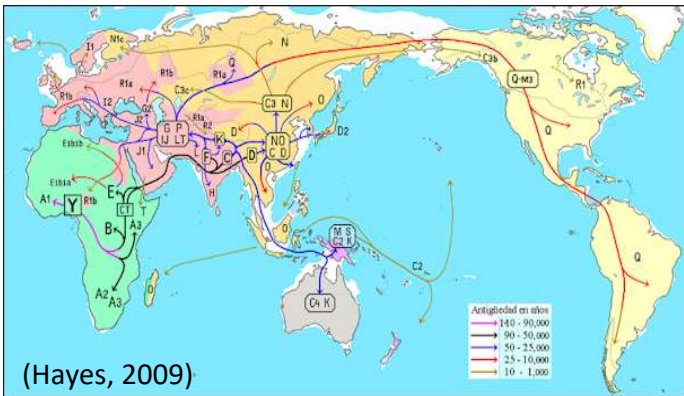 N1c
I1
N
Q
R1a
R1b
R1a
C3b
R1b
I2
G2
C3c
C3 N
O
Q-M3
R1
J2
G P
IJ LT
R1a
R2
K
D
NO
C D
D2
Q
J1
L
F
C
D
O
E1b1b
H
E1b1a
E
CT
T
A1
Y
R1b
B
A3
O
M S
C2 K
C2
Q
O
A2
A3
C4 K
Antigüedad en años
140 - 90,000
90 - 50,000
50 - 25,000
25 - 10,000
10 - 1,000
(Hayes, 2009)